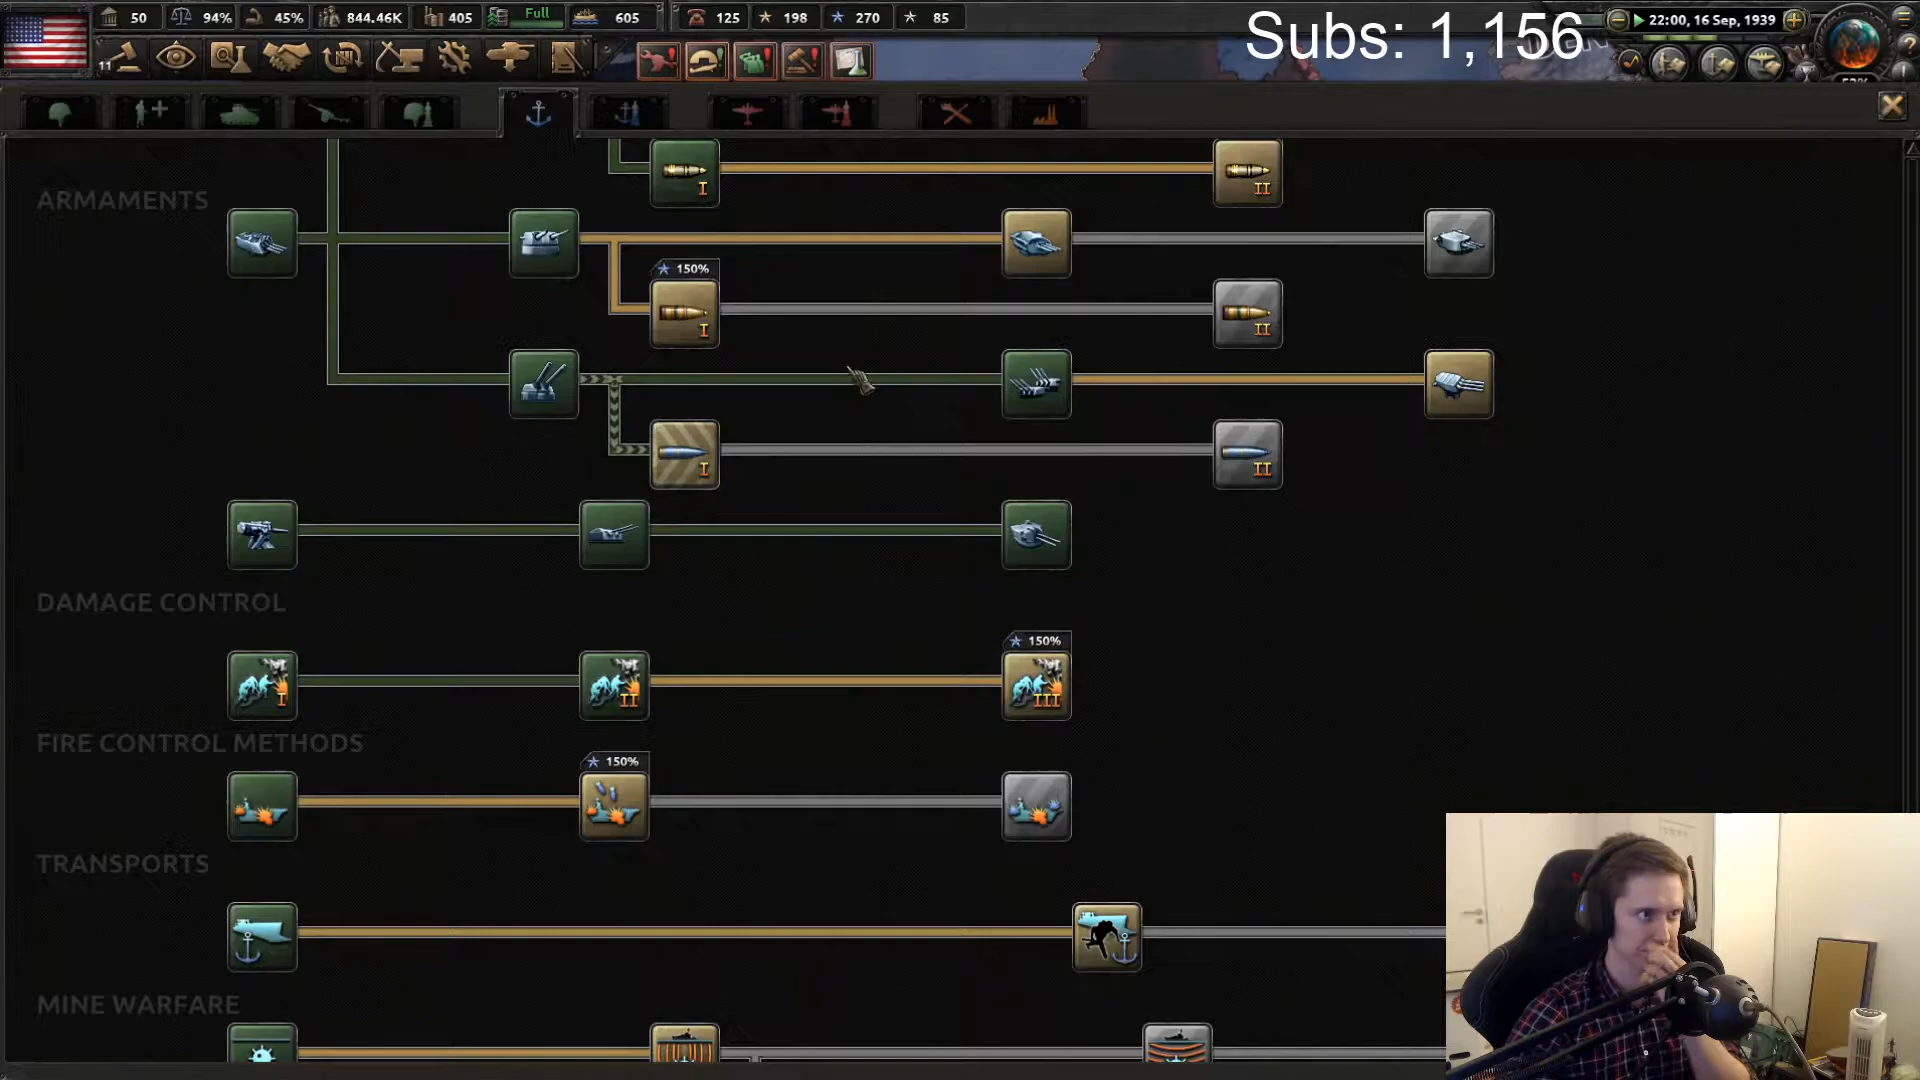 50 94% 45% 844.46K 405 Full 605 125 198 270 85
Subs: 1,156
22:00, 16 Sep, 1939
11
I II
ARMAMENTS
150%
I II
I II
DAMAGE CONTROL
150%
I II III
FIRE CONTROL METHODS
150%
TRANSPORTS
MINE WARFARE